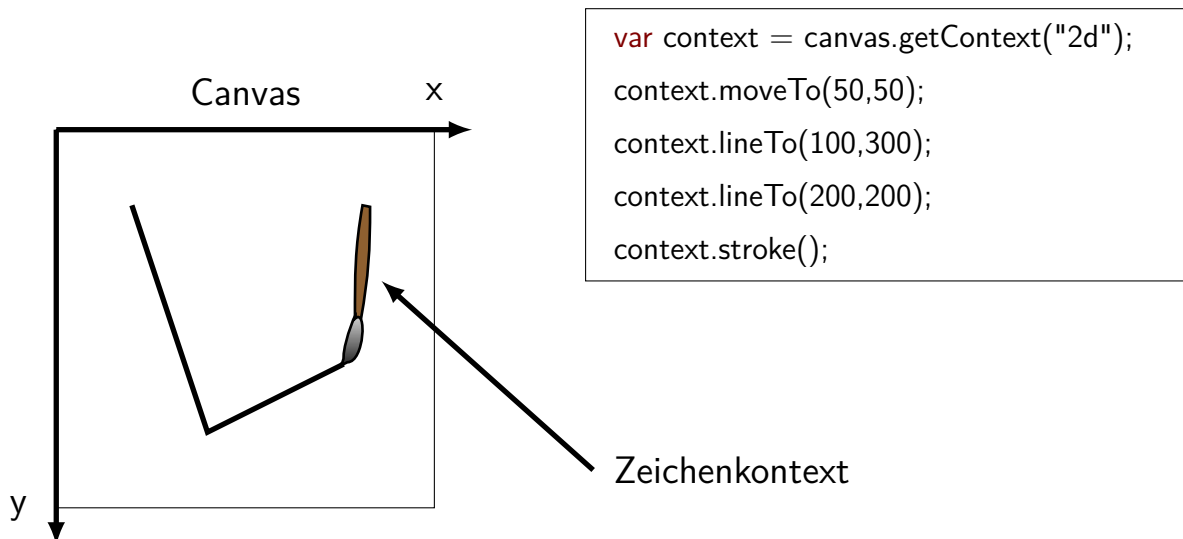 Canvas
x
y
Zeichenkontext
var context = canvas.getContext("2d");
context.moveTo(50,50);
context.lineTo(100,300);
context.lineTo(200,200);
context.stroke();